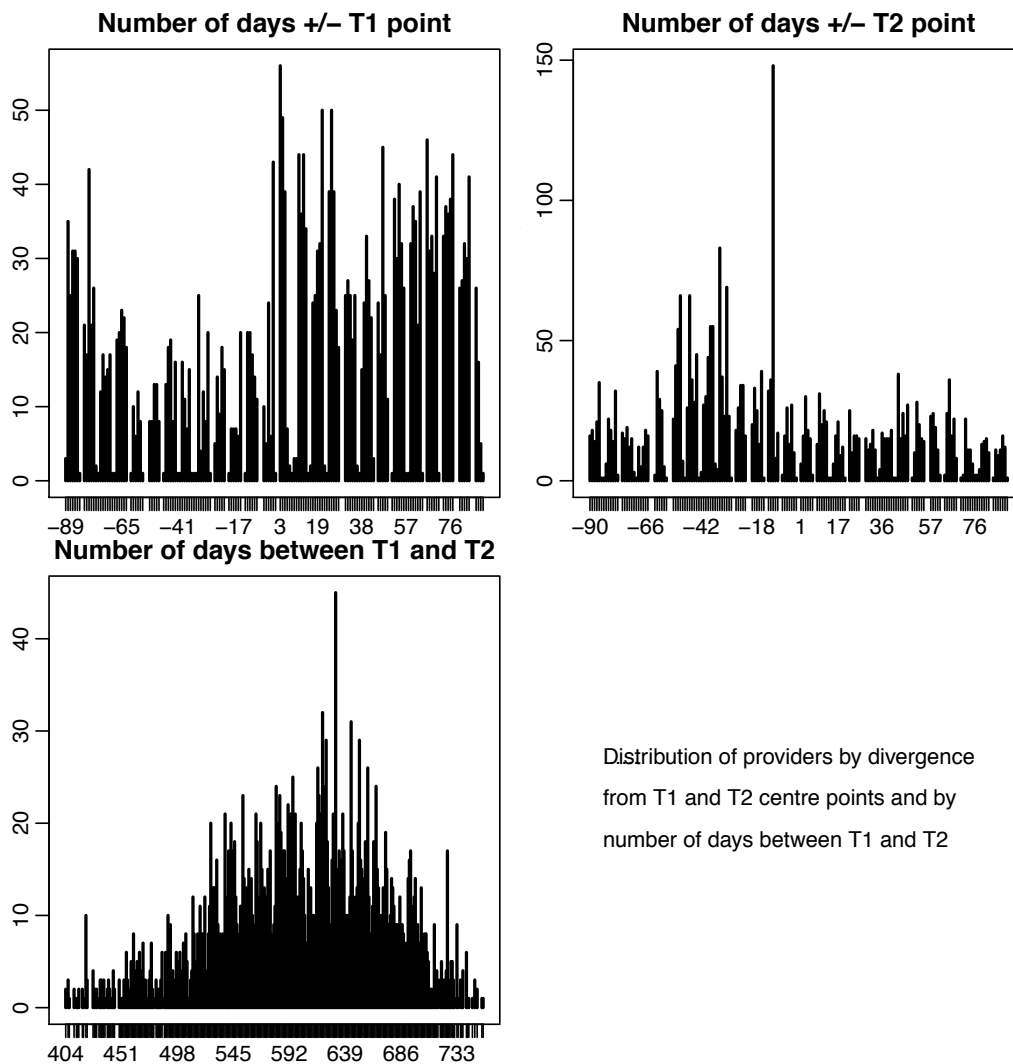 Number of days +/− T1 point
50
40
30
20
10
0
−89 −65 −41 −17 3 19 38 57 76
Number of days +/− T2 point
150
100
50
0
−90 −66 −42 −18 1 17 36 57 76
Number of days between T1 and T2
40
30
20
10
0
404 451 498 545 592 639 686 733
Distribution of providers by divergence
from T1 and T2 centre points and by
number of days between T1 and T2